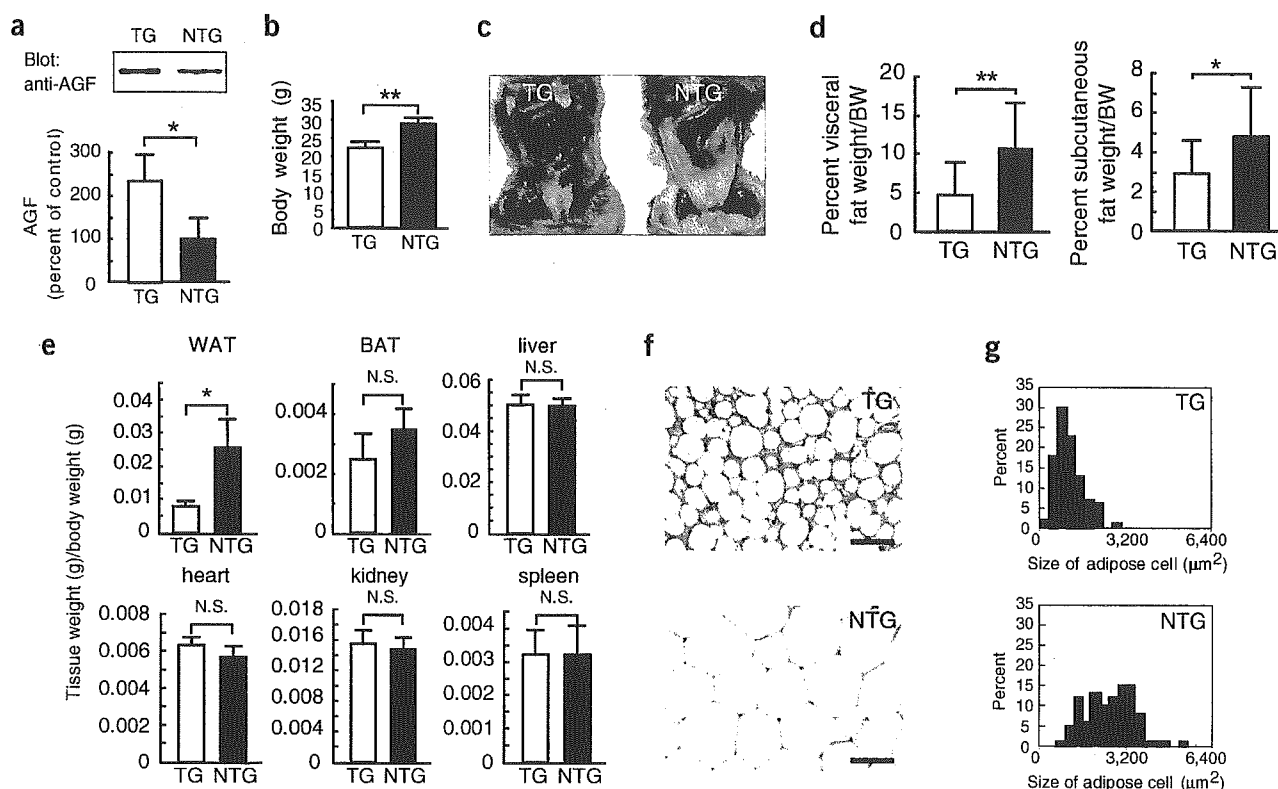 a
TG NTG
Blot:
anti-AGF
*
AGF
(percent of control)
300
200
100
0
TG NTG
b
Body weight (g)
35
30
25
20
15
10
5
0
**
TG NTG
c
TG NTG
d
Percent visceral
fat weight/BW
20
15
10
5
0
**
TG NTG
Percent subcutaneous
fat weight/BW
8
6
4
2
0
*
TG NTG
e
Tissue weight (g)/body weight (g)
WAT
0.04
0.03
0.02
0.01
0
*
TG NTG
BAT
0.004
0.002
0
N.S.
TG NTG
liver
0.06
0.04
0.02
0
N.S.
TG NTG
heart
0.008
0.006
0.004
0.002
0
N.S.
TG NTG
kidney
0.018
0.016
0.012
0.008
0.004
0
N.S.
TG NTG
spleen
0.004
0.003
0.002
0.001
0
N.S.
TG NTG
f
TG
NTG
g
TG
Percent
35
30
25
20
15
10
5
0
0 3,200 6,400
Size of adipose cell (μm²)
NTG
Percent
35
30
25
20
15
10
5
0
0 3,200 6,400
Size of adipose cell (μm²)